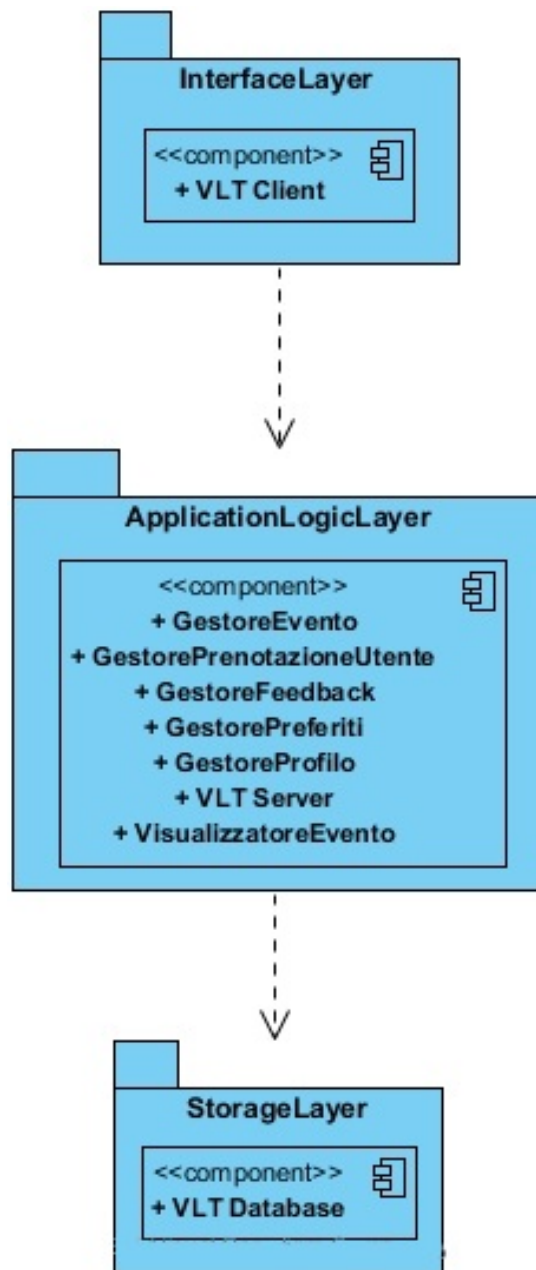 InterfaceLayer
<<component>>
+ VLT Client
ApplicationLogicLayer
<<component>>
+ GestoreEvento
+ GestorePrenotazioneUtente
+ GestoreFeedback
+ GestorePreferiti
+ GestoreProfilo
+ VLT Server
+ VisualizzatoreEvento
StorageLayer
<<component>>
+ VLT Database